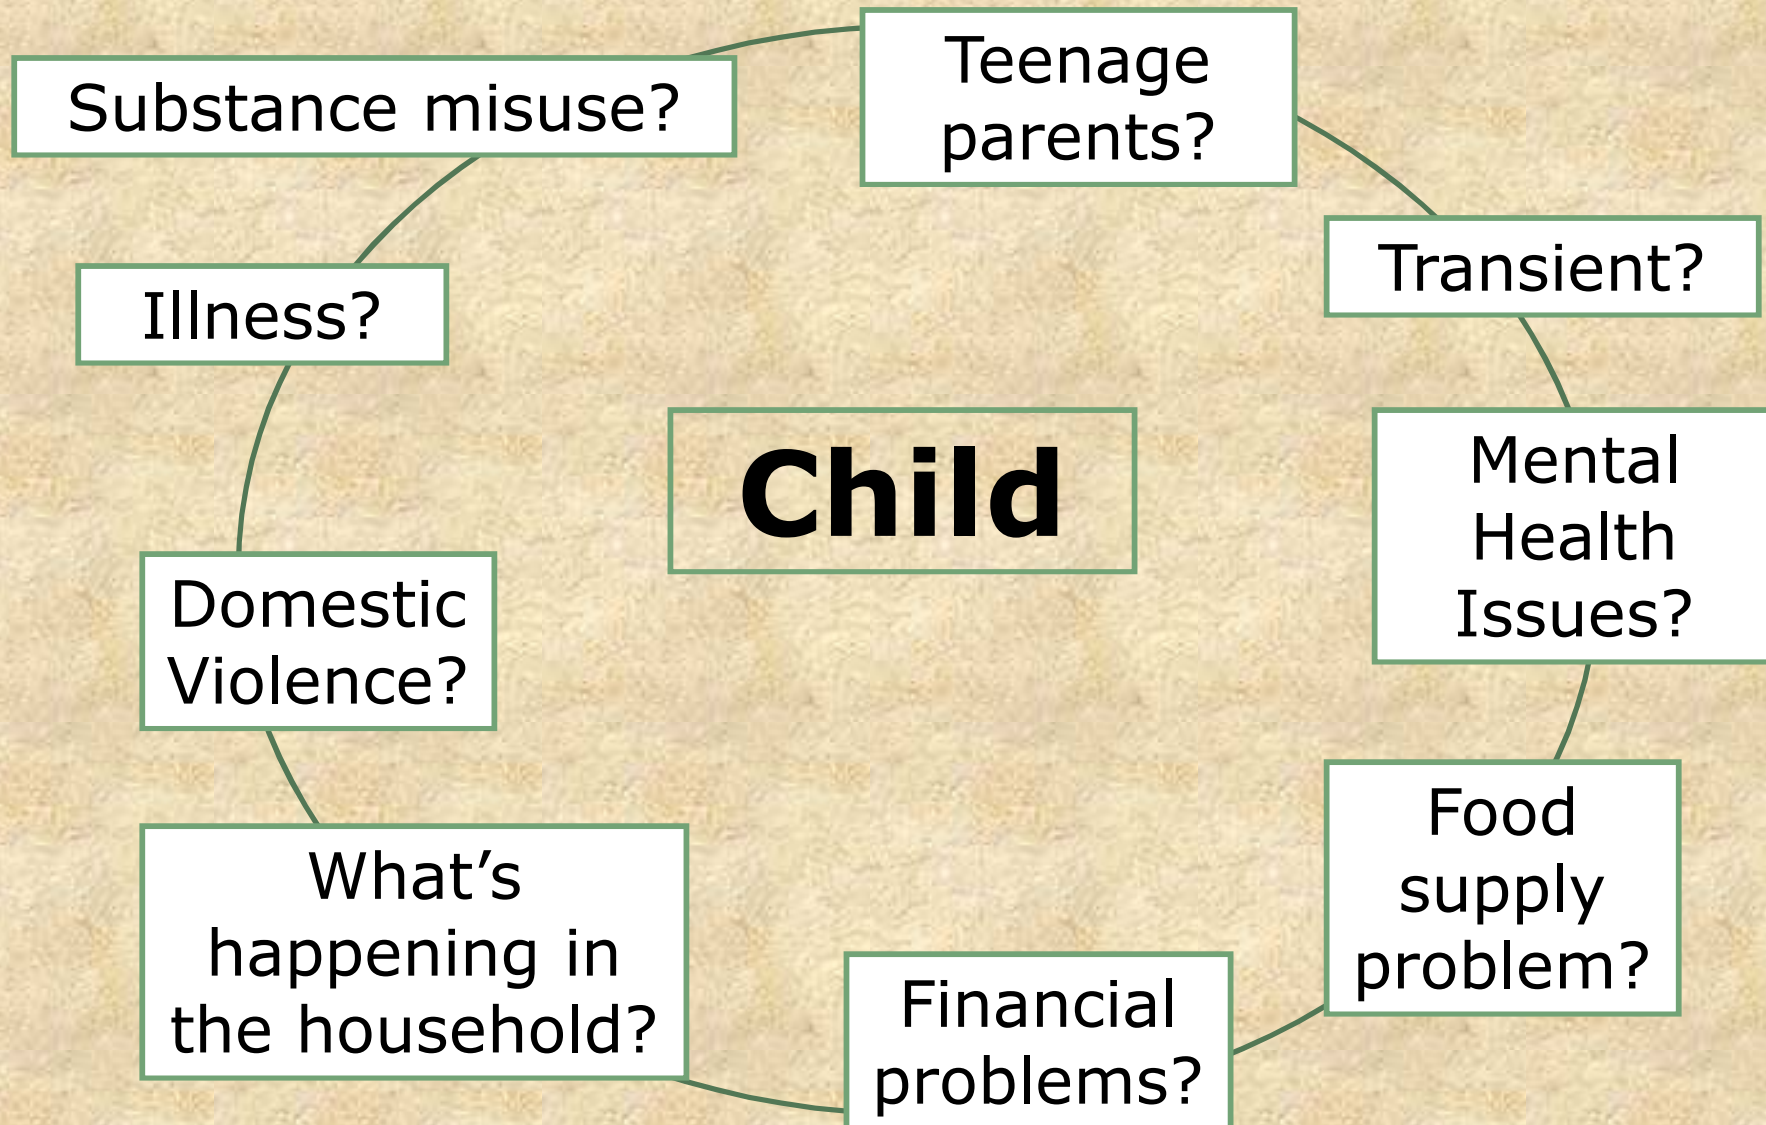 Substance misuse?
Teenage
parents?
Transient?
Illness?
Child
Mental
Health
Issues?
Domestic
Violence?
Food
supply
problem?
What’s
happening in
the household?
Financial
problems?